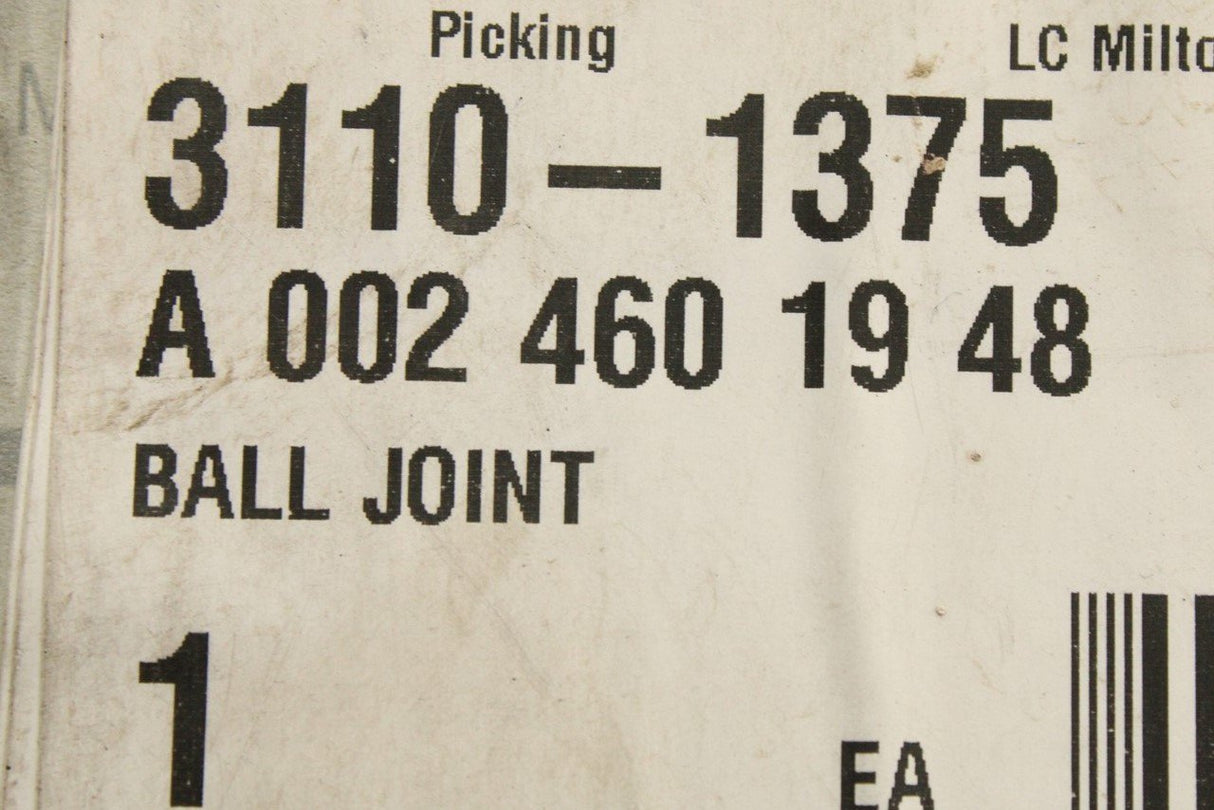 Picking LC Milto
3110-1375
A 002 460 19 48
BALL JOINT
1
EA